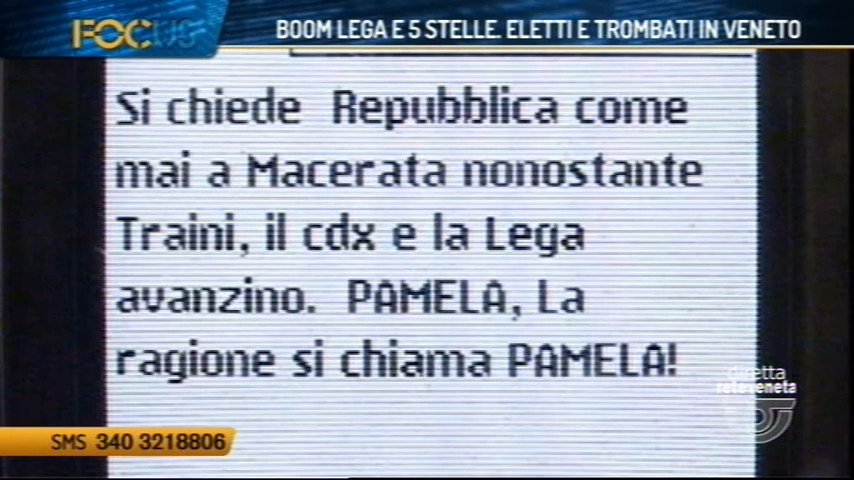 FOCUS
BOOM LEGA E 5 STELLE. ELETTI E TROMBATI IN VENETO
Si chiede Repubblica come
mai a Macerata nonostante
Traini, il cdx e la Lega
avanzino. PAMELA, La
ragione si chiama PAMELA!
diretta
reteveneta
SMS 340 3218806